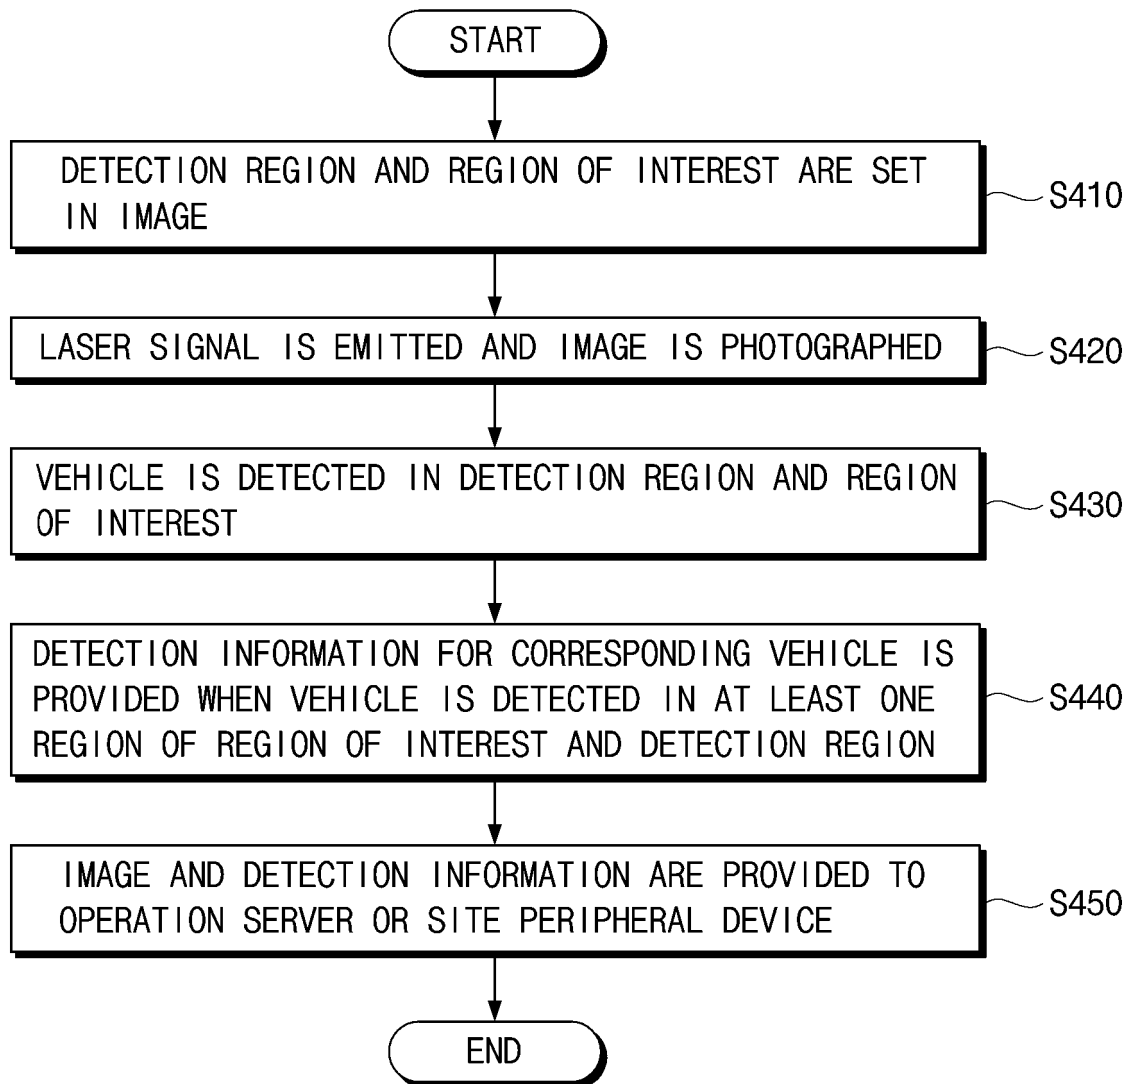 START
DETECTION REGION AND REGION OF INTEREST ARE SET
IN IMAGE
S410
LASER SIGNAL IS EMITTED AND IMAGE IS PHOTOGRAPHED
S420
VEHICLE IS DETECTED IN DETECTION REGION AND REGION
OF INTEREST
S430
DETECTION INFORMATION FOR CORRESPONDING VEHICLE IS
PROVIDED WHEN VEHICLE IS DETECTED IN AT LEAST ONE
REGION OF REGION OF INTEREST AND DETECTION REGION
S440
IMAGE AND DETECTION INFORMATION ARE PROVIDED TO
OPERATION SERVER OR SITE PERIPHERAL DEVICE
S450
END